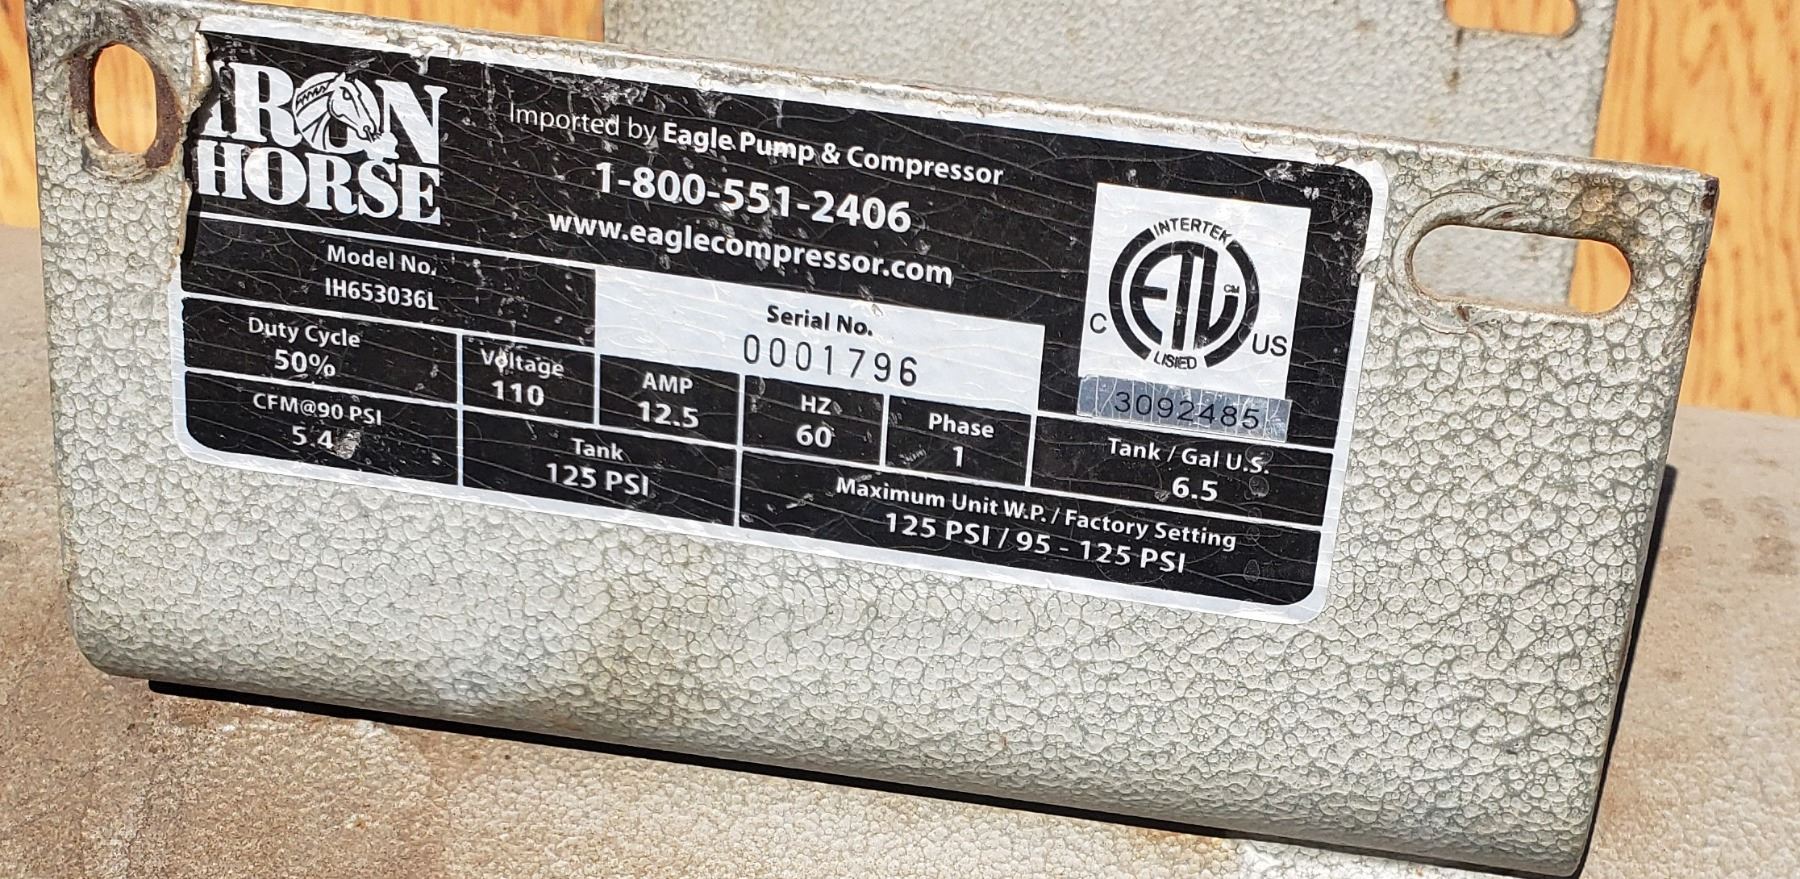 IRON
HORSE
Imported by Eagle Pump & Compressor
1-800-551-2406
www.eaglecompressor.com
INTERTEK
ETL CM
C US
LISTED
3092485
Model No.
IH653036L
Serial No.
0001796
Duty Cycle
50%
Voltage
110
AMP
12.5
HZ
60
Phase
1
Tank / Gal U.S.
6.5
CFM@90 PSI
5.4
Tank
125 PSI
Maximum Unit W.P. / Factory Setting
125 PSI / 95 - 125 PSI